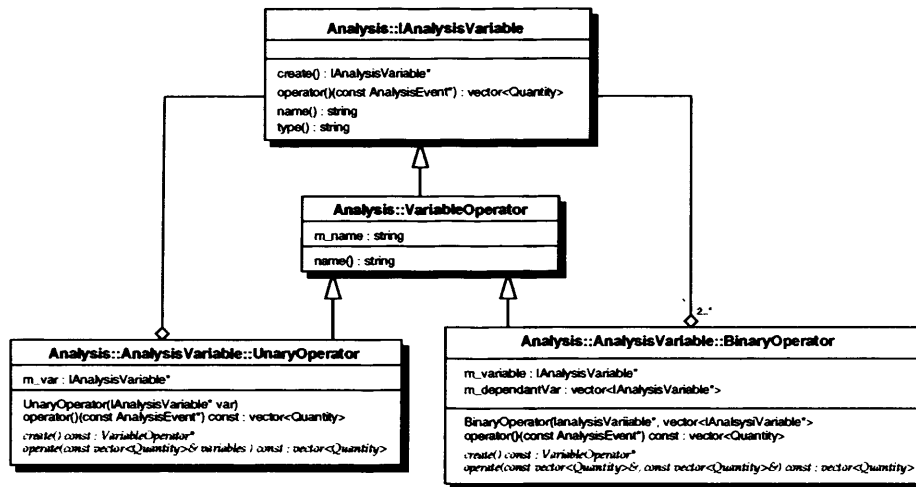 Analysis::IAnalysisVariable
create() : IAnalysisVariable*
operator()(const AnalysisEvent*) : vector<Quantity>
name() : string
type() : string
Analysis::VariableOperator
m_name : string
name() : string
2..*
Analysis::AnalysisVariable::UnaryOperator
m_var : IAnalysisVariable*
UnaryOperator(IAnalysisVariable* var)
operator()(const AnalysisEvent*) const : vector<Quantity>
create() const : VariableOperator*
operate(const vector<Quantity>& variables ) const : vector<Quantity>
Analysis::AnalysisVariable::BinaryOperator
m_variable : IAnalysisVariable*
m_dependantVar : vector<IAnalysisVariable*>
BinaryOperator(IanalysisVariiable*, vector<IAnalsyiVariable*>
operator()(const AnalysisEvent*) const : vector<Quantity>
create() const : VariableOperator*
operate(const vector<Quantity>&, const vector<Quantity>&) const : vector<Quantity>